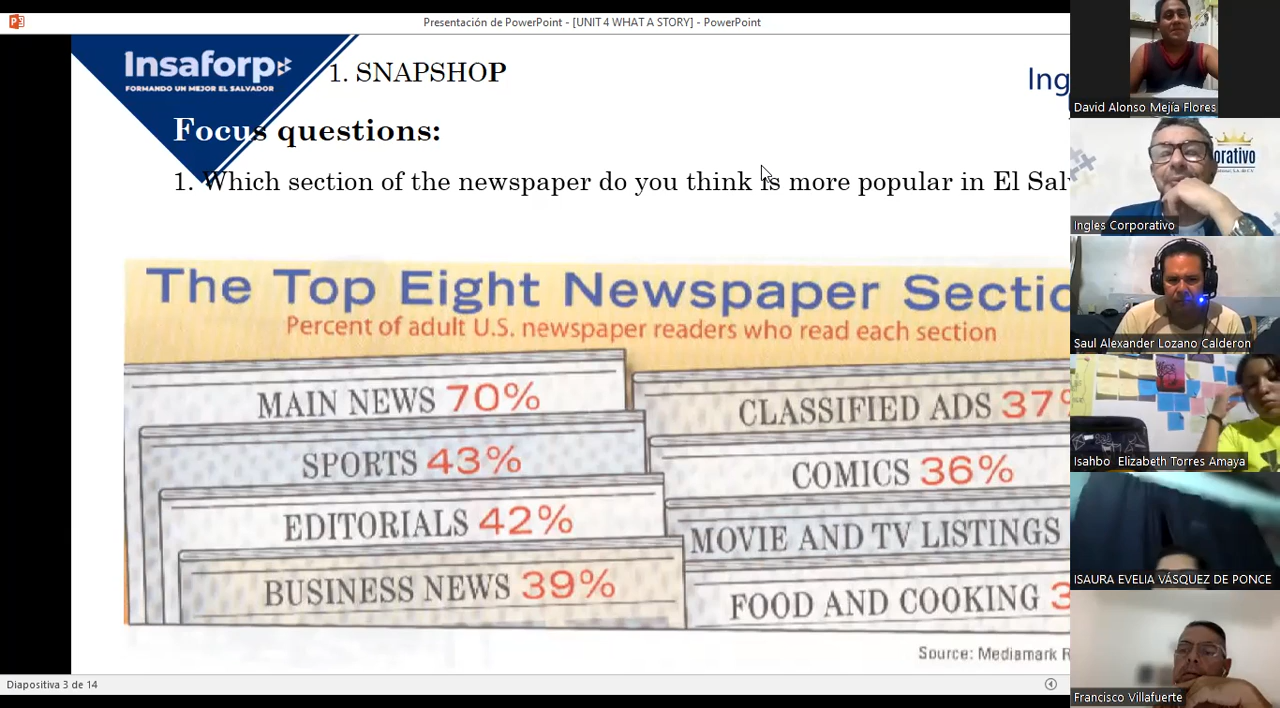 Presentación de PowerPoint - [UNIT 4 WHAT A STORY] - PowerPoint
Insaforp
FORMANDO UN MEJOR EL SALVADOR
1. SNAPSHOP
Ing
Focus questions:
1. Which section of the newspaper do you think is more popular in El Sal
The Top Eight Newspaper Sectio
Percent of adult U.S. newspaper readers who read each section
MAIN NEWS 70%
SPORTS 43%
EDITORIALS 42%
BUSINESS NEWS 39%
CLASSIFIED ADS 37%
COMICS 36%
MOVIE AND TV LISTINGS
FOOD AND COOKING 3
Source: Mediamark R
Diapositiva 3 de 14
David Alonso Mejía Flores
orativo
Ingles Corporativo
Saul Alexander Lozano Calderon
Isahbo Elizabeth Torres Amaya
ISAURA EVELIA VÁSQUEZ DE PONCE
Francisco Villafuerte